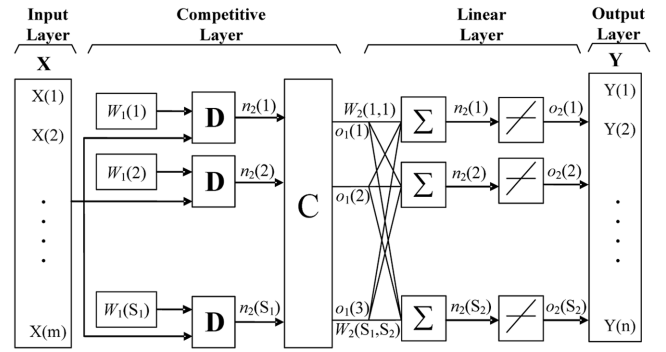 Input Layer
Competitive Layer
Linear Layer
Output Layer
X
Y
X(1)
X(2)
X(m)
W₁(1)
D
n₂(1)
W₁(2)
D
n₂(2)
W₁(S₁)
D
n₂(S₁)
C
W₂(1,1)
o₁(1)
o₁(2)
o₁(3)
W₂(S₁,S₂)
Σ
n₂(1)
o₂(1)
Σ
n₂(2)
o₂(2)
Σ
n₂(S₂)
o₂(S₂)
Y(1)
Y(2)
Y(n)